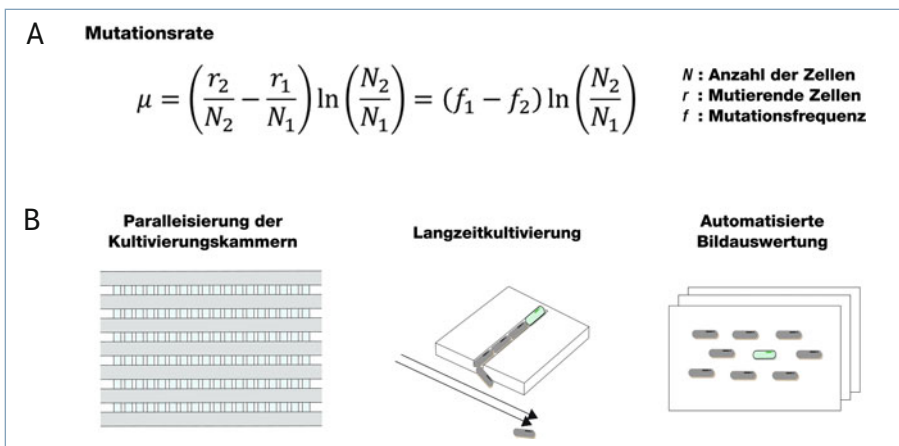 A
Mutationsrate
μ = (r₂/N₂ − r₁/N₁) ln(N₂/N₁) = (f₁ − f₂) ln(N₂/N₁)
N : Anzahl der Zellen
r : Mutierende Zellen
f : Mutationsfrequenz
B
Paralleisierung der
Kultivierungskammern
Langzeitkultivierung
Automatisierte
Bildauswertung